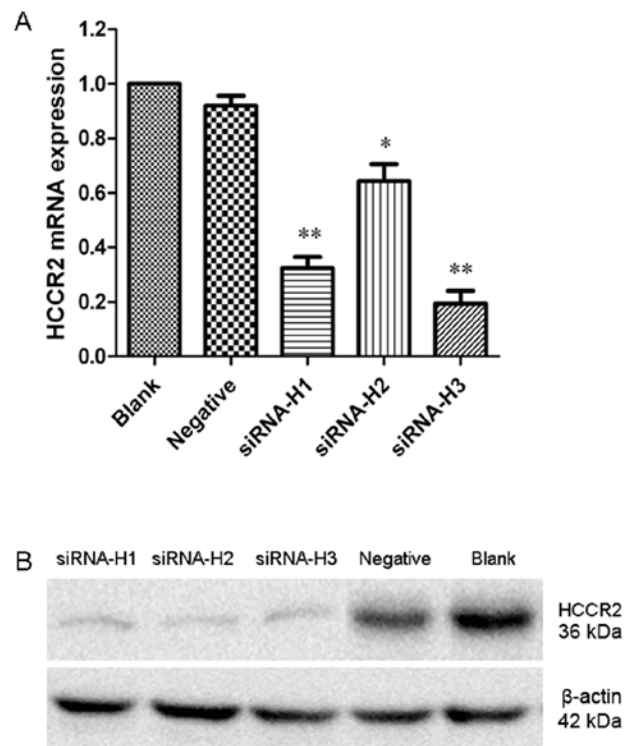 A
HCCR2 mRNA expression
1.2
1.0
0.8
0.6
0.4
0.2
0.0
**
*
**
Blank
Negative
siRNA-H1
siRNA-H2
siRNA-H3
B
siRNA-H1 siRNA-H2 siRNA-H3 Negative Blank
HCCR2
36 kDa
β-actin
42 kDa